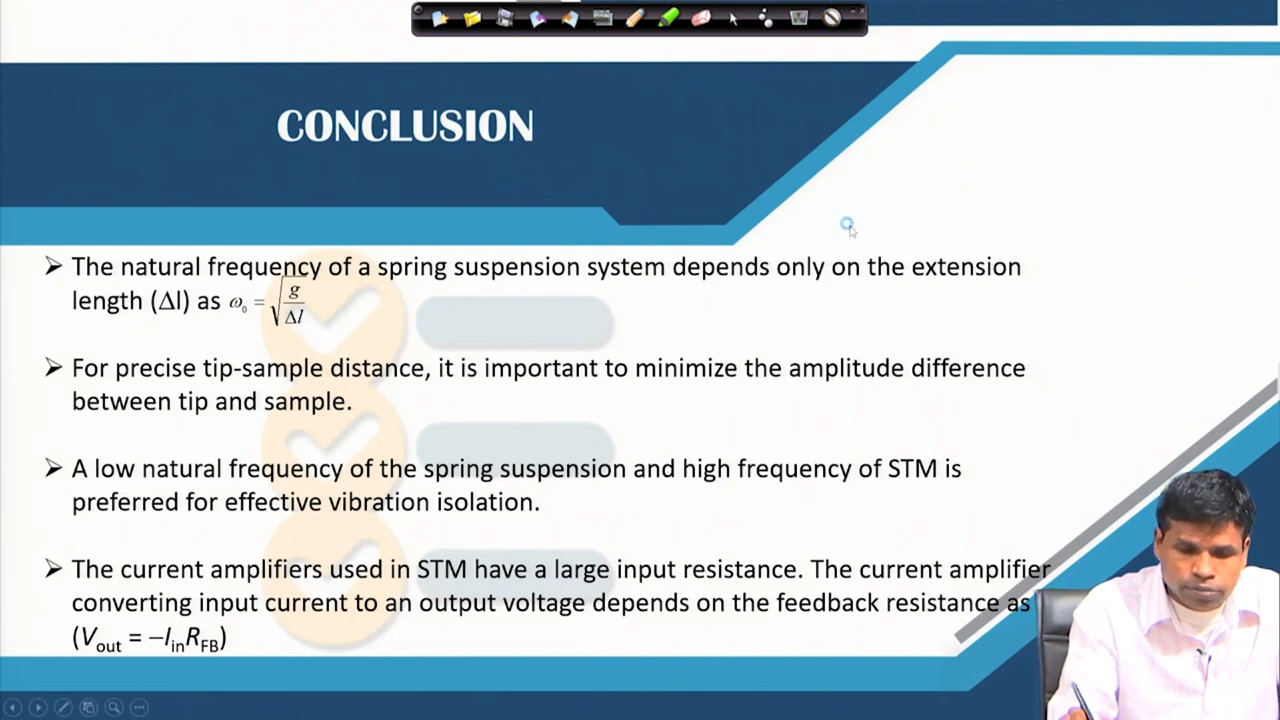 CONCLUSION
➢ The natural frequency of a spring suspension system depends only on the extension
length (Δl) as ω₀ = √(g/Δl)
➢ For precise tip-sample distance, it is important to minimize the amplitude difference
between tip and sample.
➢ A low natural frequency of the spring suspension and high frequency of STM is
preferred for effective vibration isolation.
➢ The current amplifiers used in STM have a large input resistance. The current amplifier
converting input current to an output voltage depends on the feedback resistance as
(V_out = −I_in R_FB)